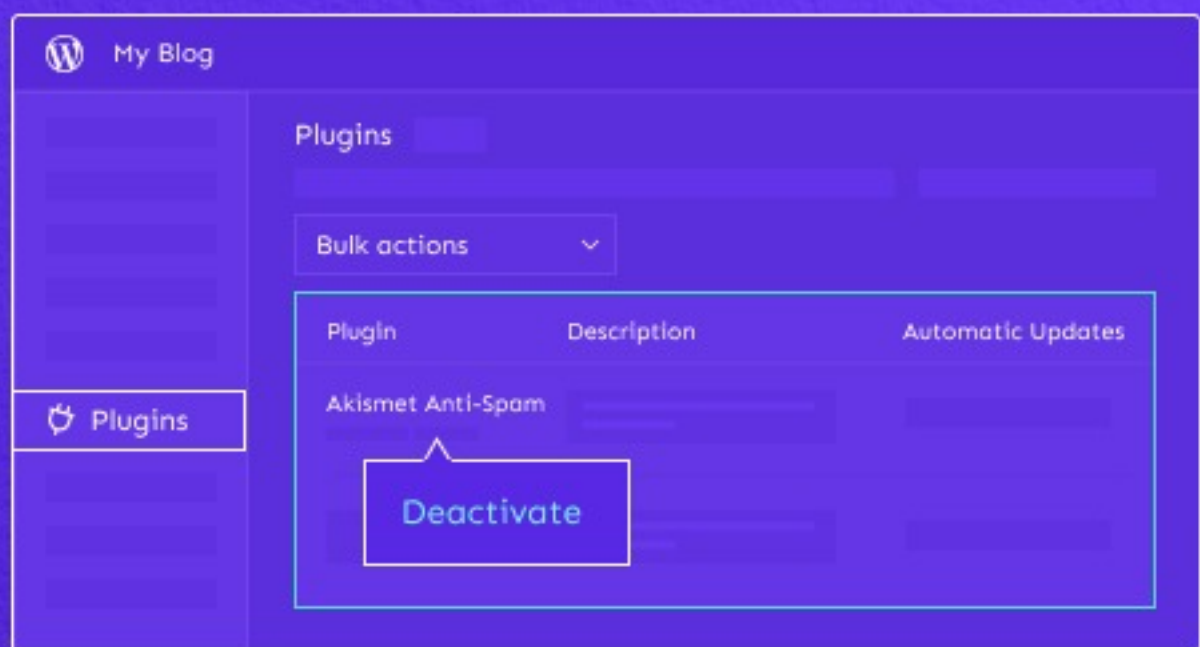 My Blog
Plugins
Bulk actions
Plugin Description Automatic Updates
Akismet Anti-Spam
Plugins
Deactivate